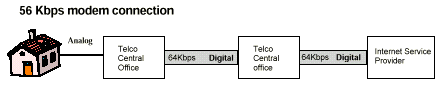 56 Kbps modem connection
Analog
Telco
Central
Office
64Kbps Digital
Telco
Central
office
64Kbps Digital
Internet Service
Provider